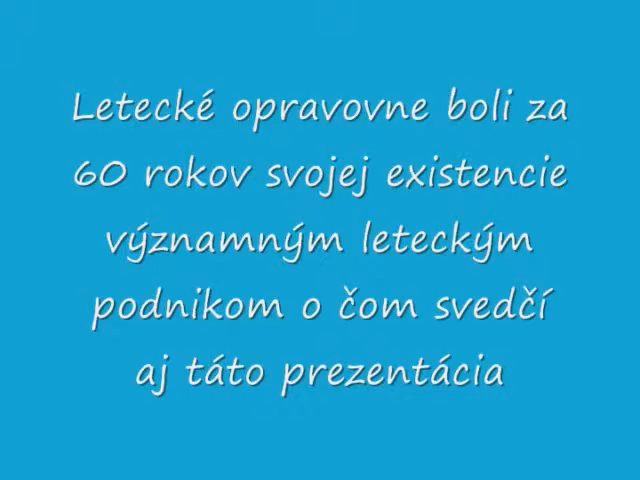 Letecké opravovne boli za
60 rokov svojej existencie
významným leteckým
podnikom o čom svedčí
aj táto prezentácia